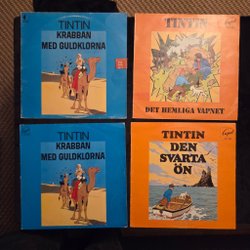 TINTIN
KRABBAN
MED GULDKLORNA
TINTIN
DET HEMLIGA VAPNET
TINTIN
KRABBAN
MED GULDKLORNA
TINTIN
DEN
SVARTA
ÖN